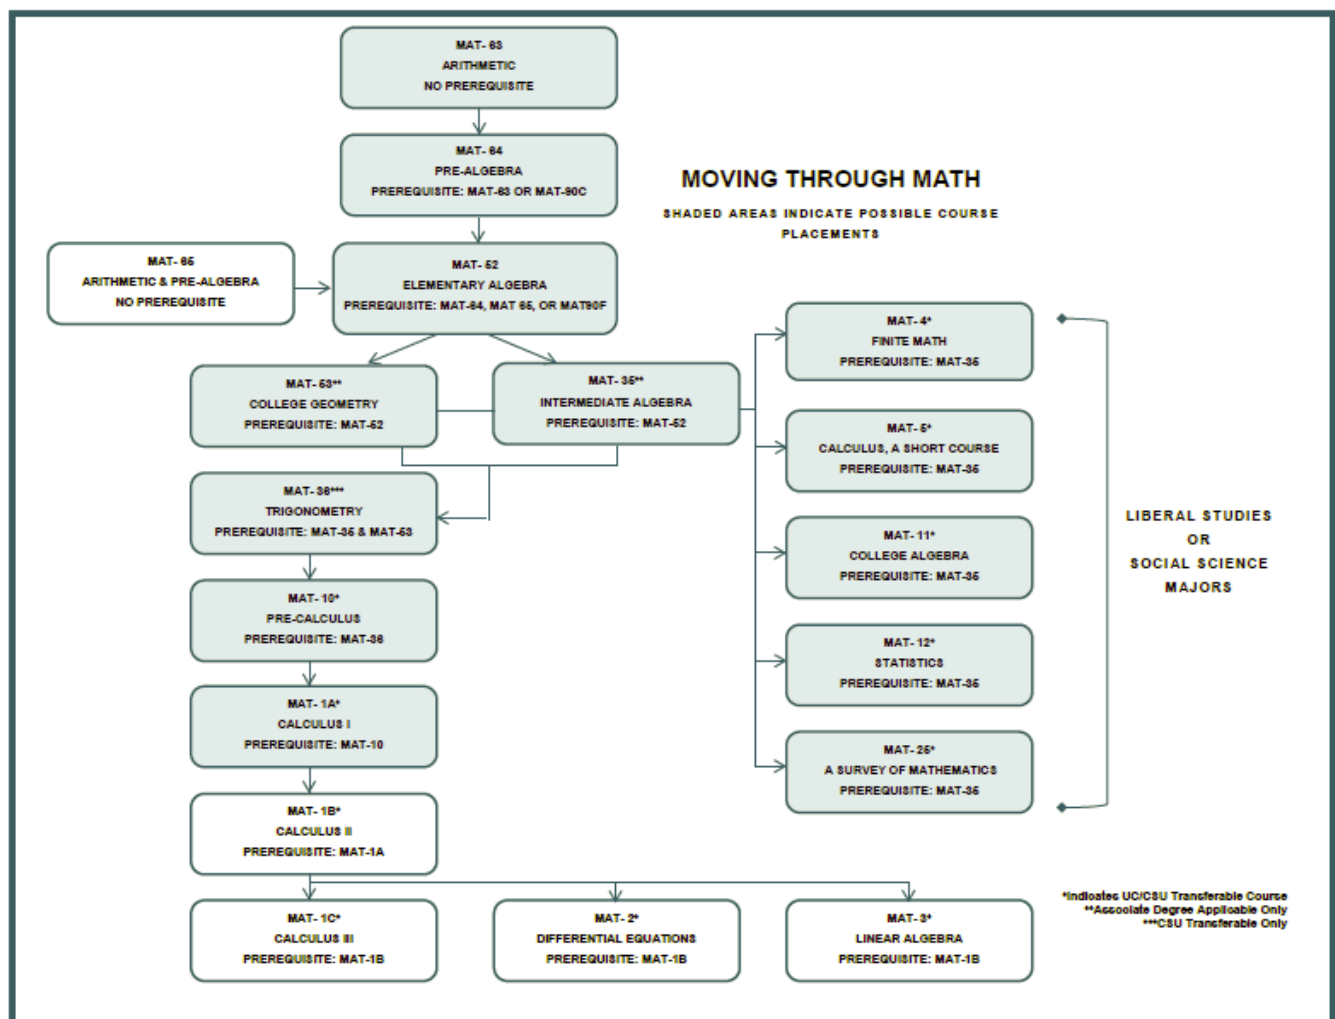 MAT- 63
ARITHMETIC
NO PREREQUISITE
MAT- 64
PRE-ALGEBRA
PREREQUISITE: MAT-63 OR MAT-90C
MOVING THROUGH MATH
SHADED AREAS INDICATE POSSIBLE COURSE
PLACEMENTS
MAT- 65
ARITHMETIC & PRE-ALGEBRA
NO PREREQUISITE
MAT- 52
ELEMENTARY ALGEBRA
PREREQUISITE: MAT-64, MAT 65, OR MAT90F
MAT- 53**
COLLEGE GEOMETRY
PREREQUISITE: MAT-52
MAT- 35**
INTERMEDIATE ALGEBRA
PREREQUISITE: MAT-52
MAT- 36***
TRIGONOMETRY
PREREQUISITE: MAT-35 & MAT-53
MAT- 10*
PRE-CALCULUS
PREREQUISITE: MAT-36
MAT- 1A*
CALCULUS I
PREREQUISITE: MAT-10
MAT- 1B*
CALCULUS II
PREREQUISITE: MAT-1A
MAT- 1C*
CALCULUS III
PREREQUISITE: MAT-1B
MAT- 2*
DIFFERENTIAL EQUATIONS
PREREQUISITE: MAT-1B
MAT- 3*
LINEAR ALGEBRA
PREREQUISITE: MAT-1B
MAT- 4*
FINITE MATH
PREREQUISITE: MAT-35
MAT- 5*
CALCULUS, A SHORT COURSE
PREREQUISITE: MAT-35
MAT- 11*
COLLEGE ALGEBRA
PREREQUISITE: MAT-35
MAT- 12*
STATISTICS
PREREQUISITE: MAT-35
MAT- 25*
A SURVEY OF MATHEMATICS
PREREQUISITE: MAT-35
LIBERAL STUDIES
OR
SOCIAL SCIENCE
MAJORS
*Indicates UC/CSU Transferable Course
**Associate Degree Applicable Only
***CSU Transferable Only